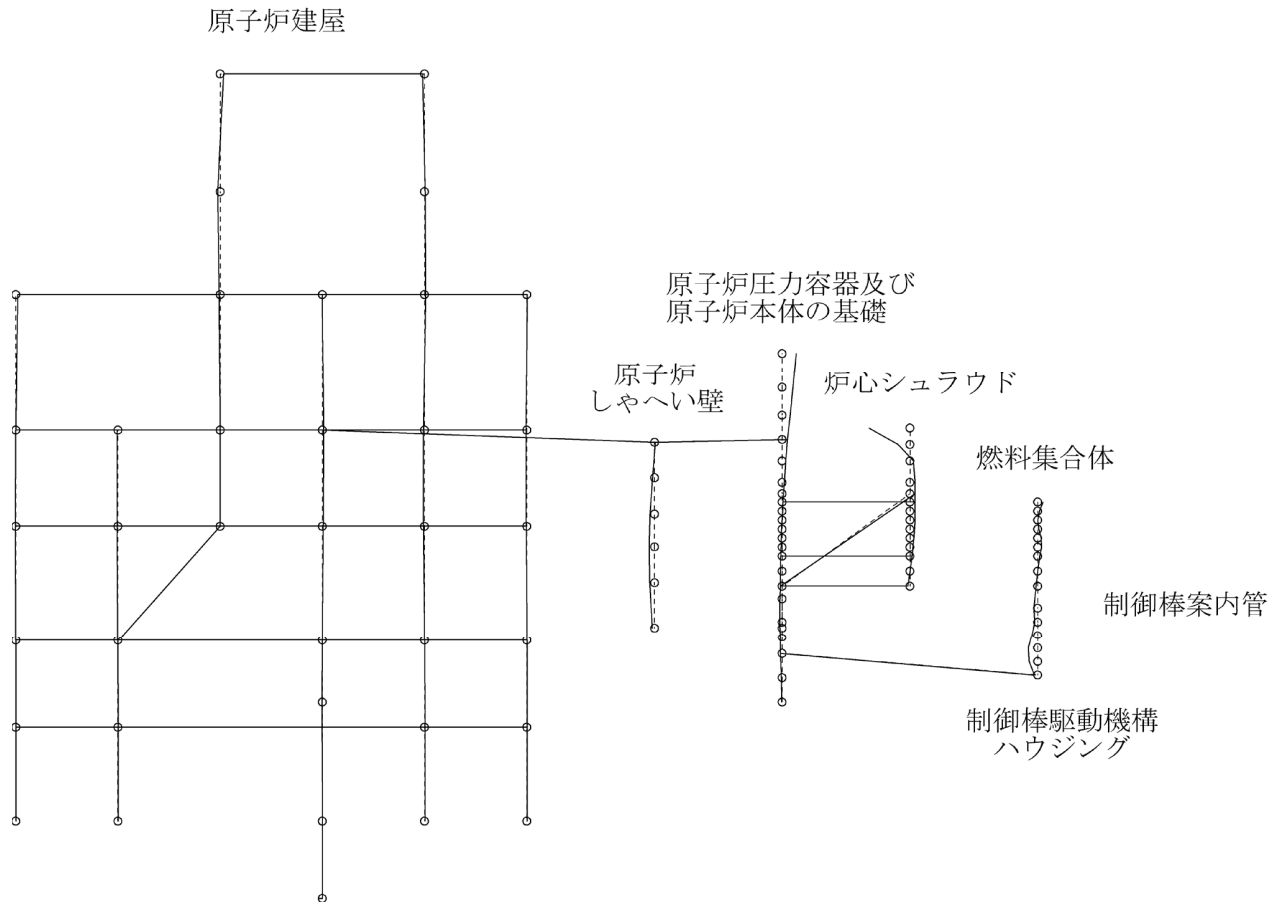 原子炉建屋
原子炉圧力容器及び
原子炉本体の基礎
原子炉
しゃへい壁
炉心シュラウド
燃料集合体
制御棒案内管
制御棒駆動機構
ハウジング